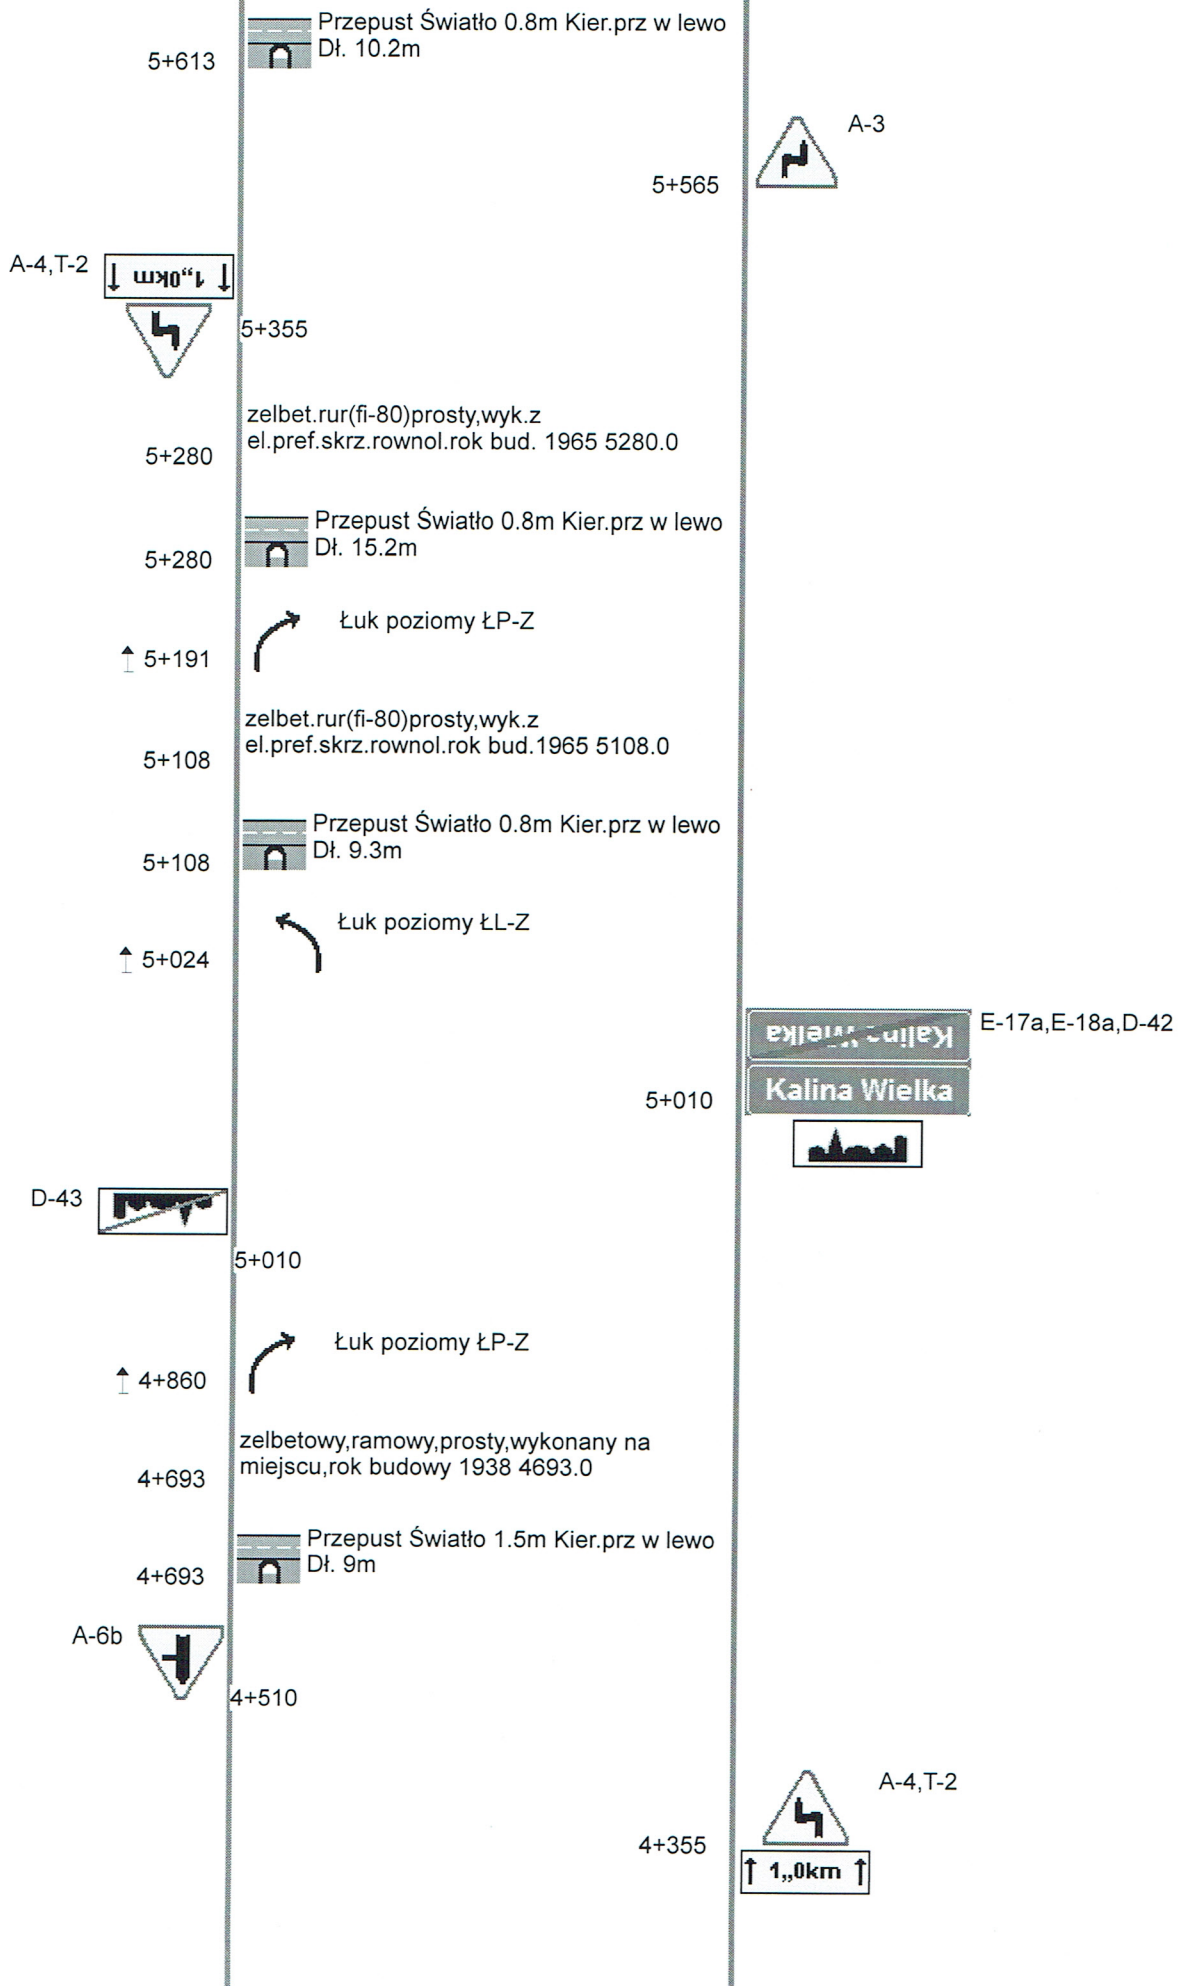 Przepust Światło 0.8m Kier.prz w lewo
Dł. 10.2m
5+613
A-3
5+565
A-4,T-2
1,,0km
5+355
zelbet.rur(fi-80)prosty,wyk.z
el.pref.skrz.rownol.rok bud. 1965 5280.0
5+280
Przepust Światło 0.8m Kier.prz w lewo
Dł. 15.2m
5+280
Łuk poziomy ŁP-Z
5+191
zelbet.rur(fi-80)prosty,wyk.z
el.pref.skrz.rownol.rok bud.1965 5108.0
5+108
Przepust Światło 0.8m Kier.prz w lewo
Dł. 9.3m
5+108
Łuk poziomy ŁL-Z
5+024
Kalina Wielka
E-17a,E-18a,D-42
Kalina Wielka
5+010
D-43
5+010
Łuk poziomy ŁP-Z
4+860
zelbetowy,ramowy,prosty,wykonany na
miejscu,rok budowy 1938 4693.0
4+693
Przepust Światło 1.5m Kier.prz w lewo
Dł. 9m
4+693
A-6b
4+510
A-4,T-2
4+355
1,,0km